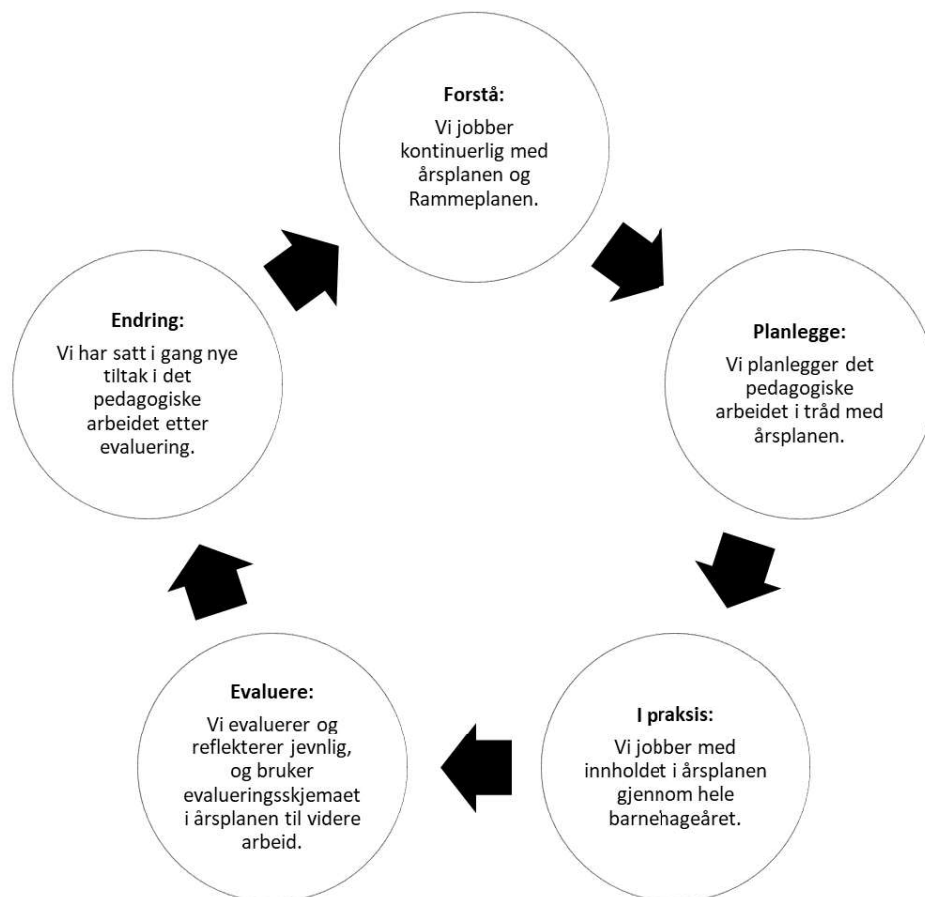 Forstå:
Vi jobber
kontinuerlig med
årsplanen og
Rammeplanen.
Planlegge:
Vi planlegger det
pedagogiske
arbeidet i tråd med
årsplanen.
I praksis:
Vi jobber med
innholdet i årsplanen
gjennom hele
barnehageåret.
Evaluere:
Vi evaluerer og
reflekterer jevnlig,
og bruker
evalueringsskjemaet
i årsplanen til videre
arbeid.
Endring:
Vi har satt i gang nye
tiltak i det
pedagogiske
arbeidet etter
evaluering.